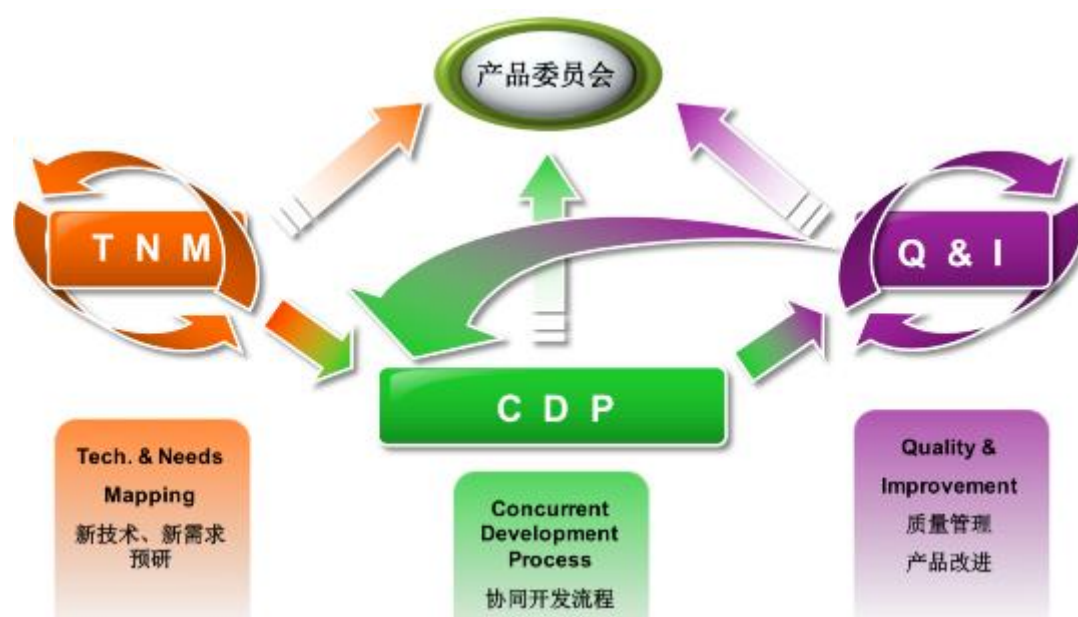 产品委员会
T N M
Q & I
C D P
Tech. & Needs
Mapping
新技术、新需求
预研
Concurrent
Development
Process
协同开发流程
Quality &
Improvement
质量管理
产品改进